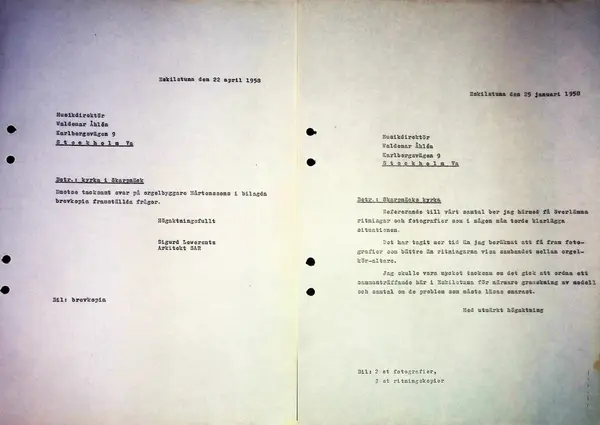 Eskilstuna den 22 april 1958
Musikdirektör
Waldemar Åhlén
Karlbergsvägen 9
Stockholm Va
Betr.: kyrka i Skarpnäck
Emotse tacksamt svar på orgelbyggare Mårtenssons i bilagda
brevkopia framställda frågor.
Högaktningsfullt
Sigurd Lewerentz
Arkitekt SAR
Bil: brevkopia
Eskilstuna den 25 januari 1958
Musikdirektör
Waldemar Åhlén
Karlbergsvägen 9
Stockholm Va
Betr.: Skarpnäcks kyrka
Refererande till vårt samtal ber jag härmed få överlämna
ritningar och fotografier som i någon mån torde klarlägga
situationen.
Det har tagit mer tid än jag beräknat att få fram foto-
grafier som bättre än ritningarna visa sambandet mellan orgel-
kör-altare.
Jag skulle vara mycket tacksam om det gick att ordna ett
sammanträffande här i Eskilstuna för närmare granskning av modell
och samtal om de problem som måste lösas snarast.
Med utmärkt högaktning
Bil: 2 st fotografier,
2 st ritningskopior